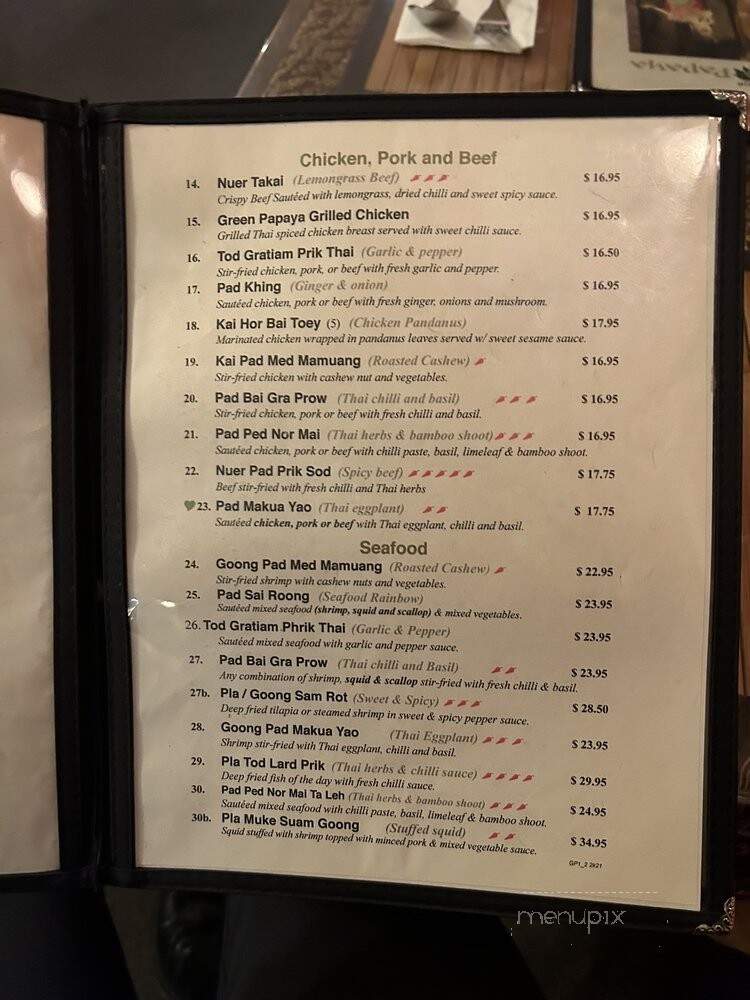 Papaya
Chicken, Pork and Beef
14. Nuer Takai (Lemongrass Beef) $ 16.95
Crispy Beef Sautéed with lemongrass, dried chilli and sweet spicy sauce.
15. Green Papaya Grilled Chicken $ 16.95
Grilled Thai spiced chicken breast served with sweet chilli sauce.
16. Tod Gratiam Prik Thai (Garlic & pepper) $ 16.50
Stir-fried chicken, pork, or beef with fresh garlic and pepper.
17. Pad Khing (Ginger & onion) $ 16.95
Sautéed chicken, pork or beef with fresh ginger, onions and mushroom.
18. Kai Hor Bai Toey (5) (Chicken Pandanus) $ 17.95
Marinated chicken wrapped in pandanus leaves served w/ sweet sesame sauce.
19. Kai Pad Med Mamuang (Roasted Cashew) $ 16.95
Stir-fried chicken with cashew nut and vegetables.
20. Pad Bai Gra Prow (Thai chilli and basil) $ 16.95
Stir-fried chicken, pork or beef with fresh chilli and basil.
21. Pad Ped Nor Mai (Thai herbs & bamboo shoot) $ 16.95
Sautéed chicken, pork or beef with chilli paste, basil, limeleaf & bamboo shoot.
22. Nuer Pad Prik Sod (Spicy beef) $ 17.75
Beef stir-fried with fresh chilli and Thai herbs
23. Pad Makua Yao (Thai eggplant) $ 17.75
Sautéed chicken, pork or beef with Thai eggplant, chilli and basil.
Seafood
24. Goong Pad Med Mamuang (Roasted Cashew) $ 22.95
Stir-fried shrimp with cashew nuts and vegetables.
25. Pad Sai Roong (Seafood Rainbow) $ 23.95
Sautéed mixed seafood (shrimp, squid and scallop) & mixed vegetables.
26. Tod Gratiam Phrik Thai (Garlic & Pepper) $ 23.95
Sautéed mixed seafood with garlic and pepper sauce.
27. Pad Bai Gra Prow (Thai chilli and Basil) $ 23.95
Any combination of shrimp, squid & scallop stir-fried with fresh chilli & basil.
27b. Pla / Goong Sam Rot (Sweet & Spicy) $ 28.50
Deep fried tilapia or steamed shrimp in sweet & spicy pepper sauce.
28. Goong Pad Makua Yao (Thai Eggplant) $ 23.95
Shrimp stir-fried with Thai eggplant, chilli and basil.
29. Pla Tod Lard Prik (Thai herbs & chilli sauce) $ 29.95
Deep fried fish of the day with fresh chilli sauce.
30. Pad Ped Nor Mai Ta Leh (Thai herbs & bamboo shoot) $ 24.95
Sautéed mixed seafood with chilli paste, basil, limeleaf & bamboo shoot.
30b. Pla Muke Suam Goong (Stuffed squid) $ 34.95
Squid stuffed with shrimp topped with minced pork & mixed vegetable sauce.
GP1_2 2k21
menupix